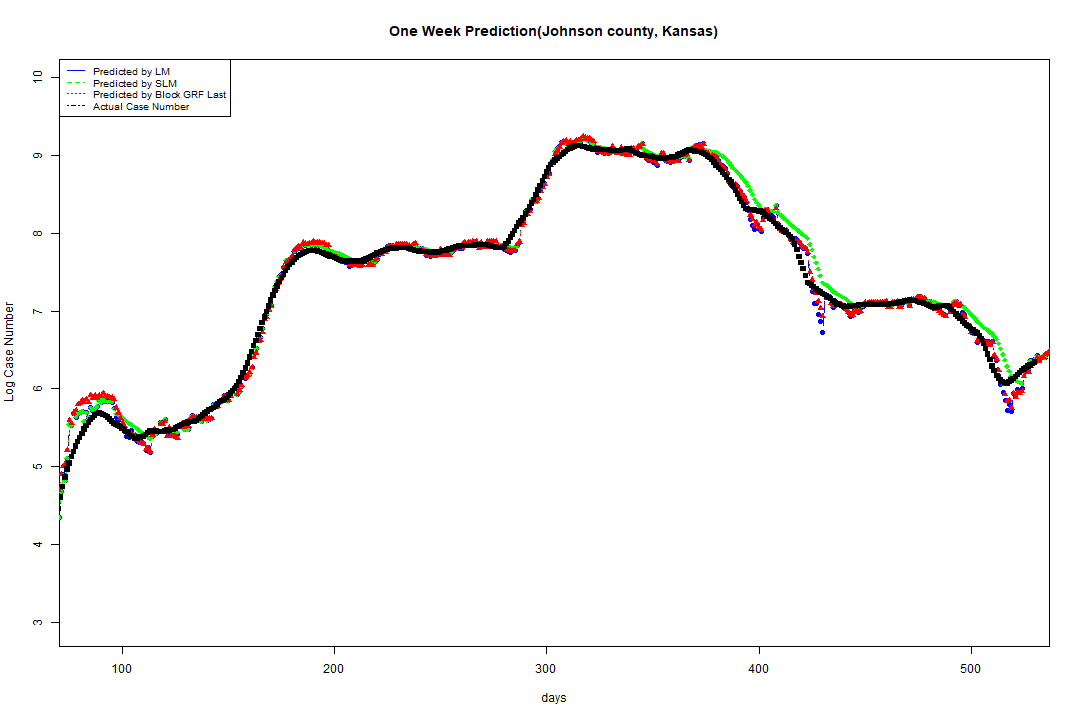 One Week Prediction(Johnson county, Kansas)
Predicted by LM
Predicted by SLM
Predicted by Block GRF Last
Actual Case Number
10
9
8
7
6
5
4
3
Log Case Number
100 200 300 400 500
days